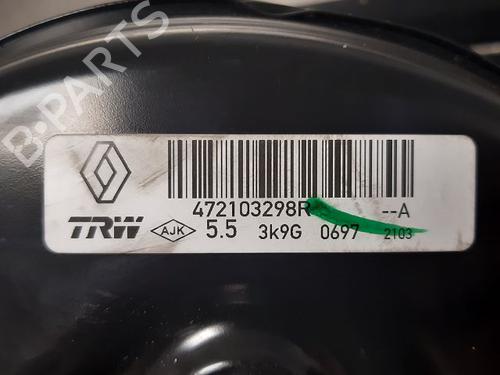 B-PARTS
472103298R --A
TRW AJK 5.5 3k9G 0697 2103